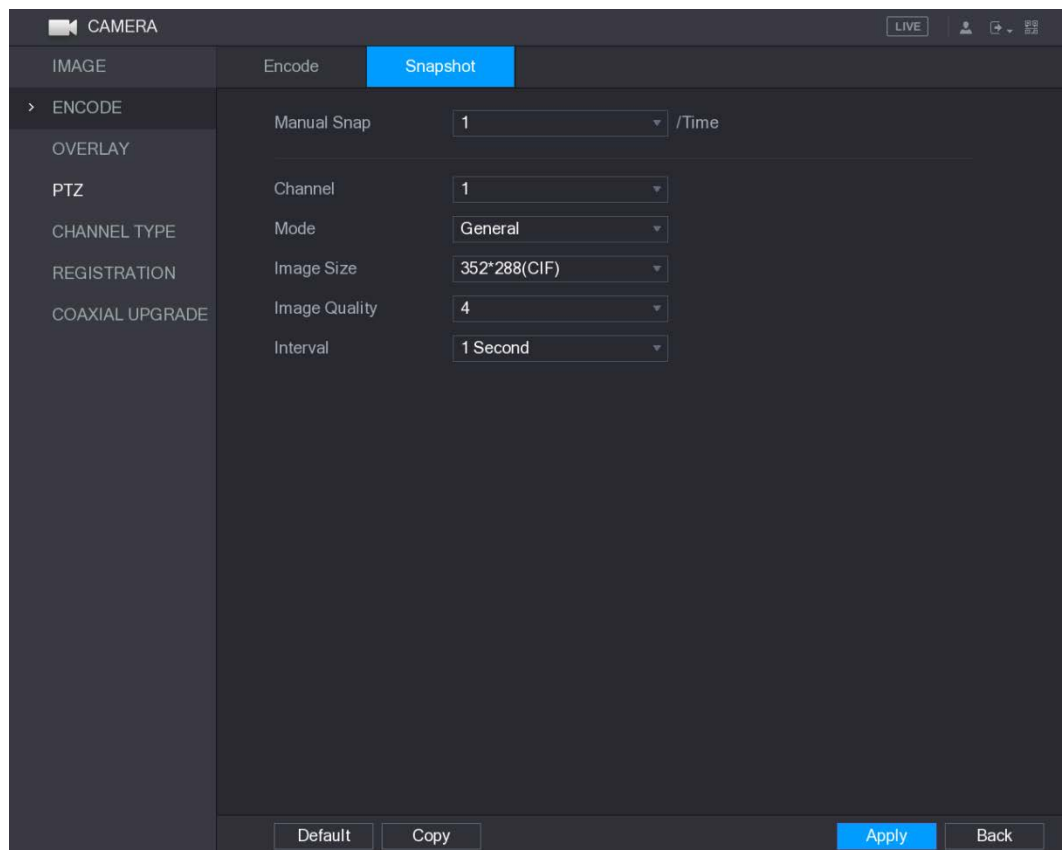 CAMERA LIVE
IMAGE
> ENCODE
OVERLAY
PTZ
CHANNEL TYPE
REGISTRATION
COAXIAL UPGRADE
Encode Snapshot
Manual Snap 1 /Time
Channel 1
Mode General
Image Size 352*288(CIF)
Image Quality 4
Interval 1 Second
Default Copy Apply Back